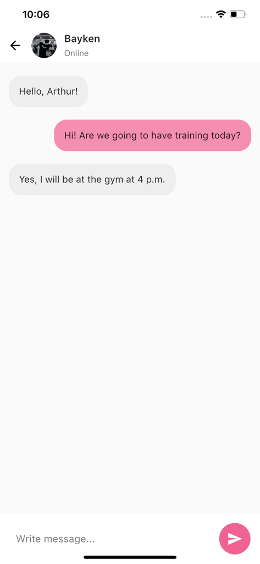 10:06
Bayken
Online
Hello, Arthur!
Hi! Are we going to have training today?
Yes, I will be at the gym at 4 p.m.
Write message...